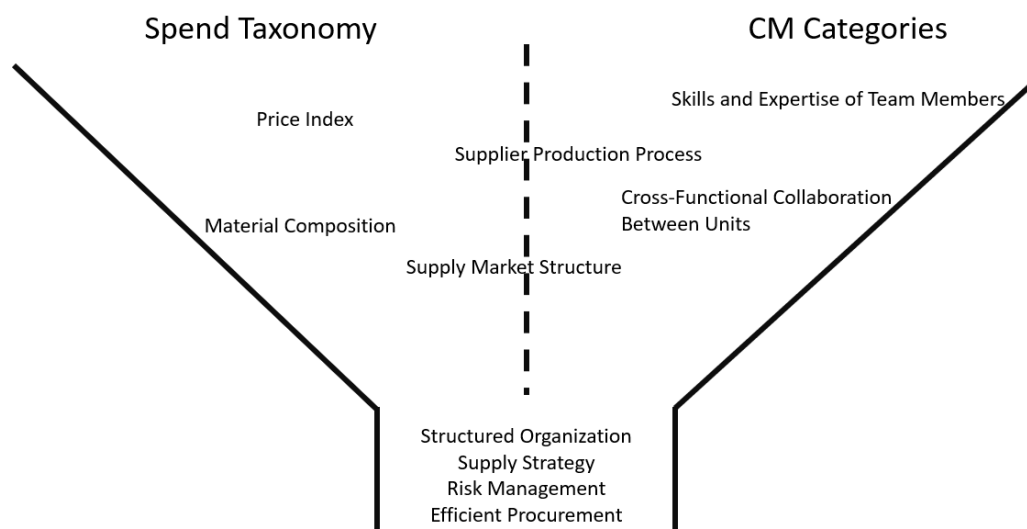 Spend Taxonomy
CM Categories
Skills and Expertise of Team Members
Price Index
Supplier Production Process
Cross-Functional Collaboration
Between Units
Material Composition
Supply Market Structure
Structured Organization
Supply Strategy
Risk Management
Efficient Procurement